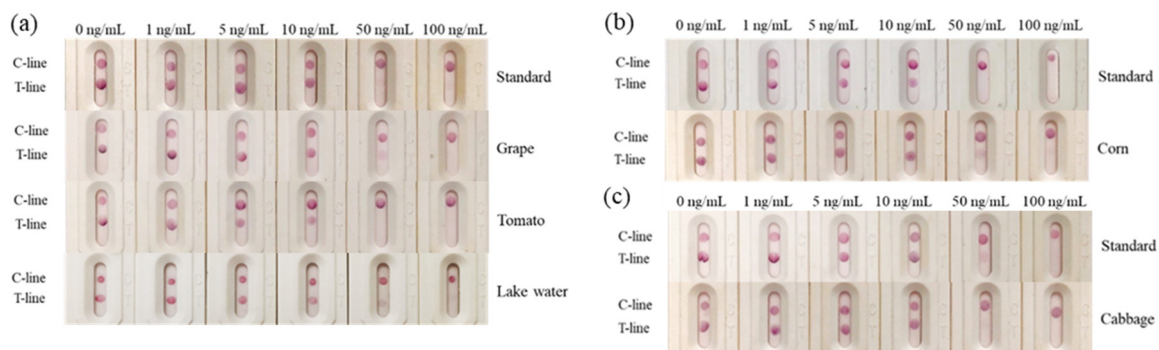 (a)
0 ng/mL 1 ng/mL 5 ng/mL 10 ng/mL 50 ng/mL 100 ng/mL
C-line
T-line
Standard
C-line
T-line
Grape
C-line
T-line
Tomato
C-line
T-line
Lake water
(b)
0 ng/mL 1 ng/mL 5 ng/mL 10 ng/mL 50 ng/mL 100 ng/mL
C-line
T-line
Standard
C-line
T-line
Corn
(c)
0 ng/mL 1 ng/mL 5 ng/mL 10 ng/mL 50 ng/mL 100 ng/mL
C-line
T-line
Standard
C-line
T-line
Cabbage